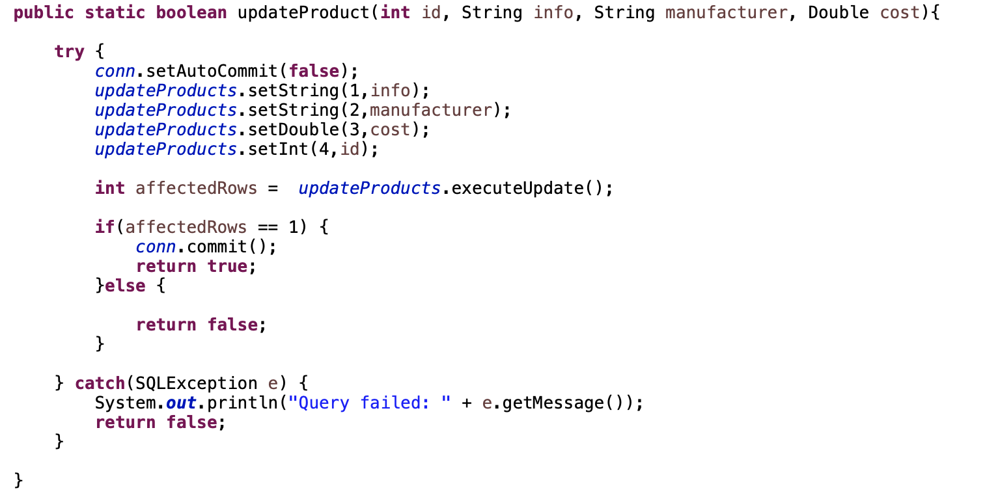 public static boolean updateProduct(int id, String info, String manufacturer, Double cost){
try {
conn.setAutoCommit(false);
updateProducts.setString(1,info);
updateProducts.setString(2,manufacturer);
updateProducts.setDouble(3,cost);
updateProducts.setInt(4,id);
int affectedRows =  updateProducts.executeUpdate();
if(affectedRows == 1) {
conn.commit();
return true;
}else {
return false;
}
} catch(SQLException e) {
System.out.println("Query failed: " + e.getMessage());
return false;
}
}